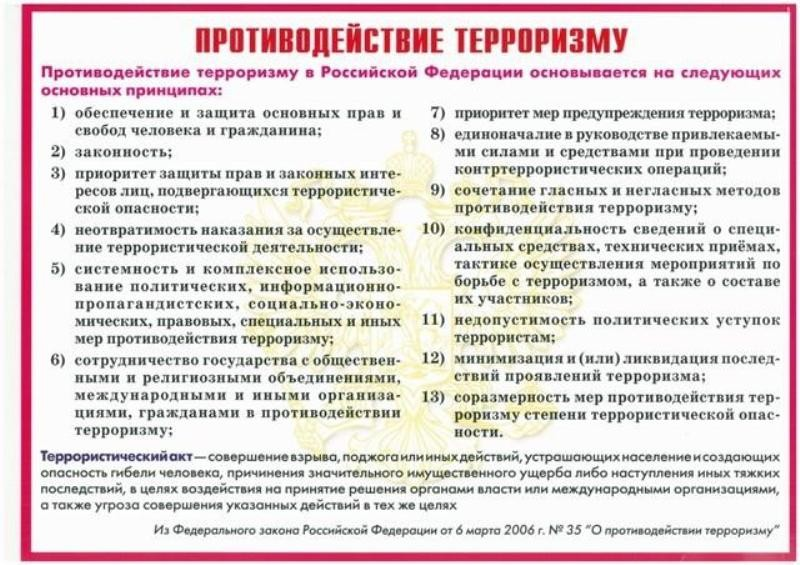 ПРОТИВОДЕЙСТВИЕ ТЕРРОРИЗМУ
Противодействие терроризму в Российской Федерации основывается на следующих
основных принципах:
1) обеспечение и защита основных прав и
свобод человека и гражданина;
2) законность;
3) приоритет защиты прав и законных инте-
ресов лиц, подвергающихся террористиче-
ской опасности;
4) неотвратимость наказания за осуществле-
ние террористической деятельности;
5) системность и комплексное использо-
вание политических, информационно-
пропагандистских, социально-эконо-
мических, правовых, специальных и иных
мер противодействия терроризму;
6) сотрудничество государства с обществен-
ными и религиозными объединениями,
международными и иными организа-
циями, гражданами в противодействии
терроризму;
7) приоритет мер предупреждения терроризма;
8) единоначалие в руководстве привлекаемы-
ми силами и средствами при проведении
контртеррористических операций;
9) сочетание гласных и негласных методов
противодействия терроризму;
10) конфиденциальность сведений о специ-
альных средствах, технических приёмах,
тактике осуществления мероприятий по
борьбе с терроризмом, а также о составе
их участников;
11) недопустимость политических уступок
террористам;
12) минимизация и (или) ликвидация послед-
ствий проявлений терроризма;
13) соразмерность мер противодействия тер-
роризму степени террористической опас-
ности.
Террористический акт — совершение взрыва, поджога или иных действий, устрашающих население и создающих
опасность гибели человека, причинения значительного имущественного ущерба либо наступления иных тяжких
последствий, в целях воздействия на принятие решения органами власти или международными организациями,
а также угроза совершения указанных действий в тех же целях
Из Федерального закона Российской Федерации от 6 марта 2006 г. № 35 "О противодействии терроризму"